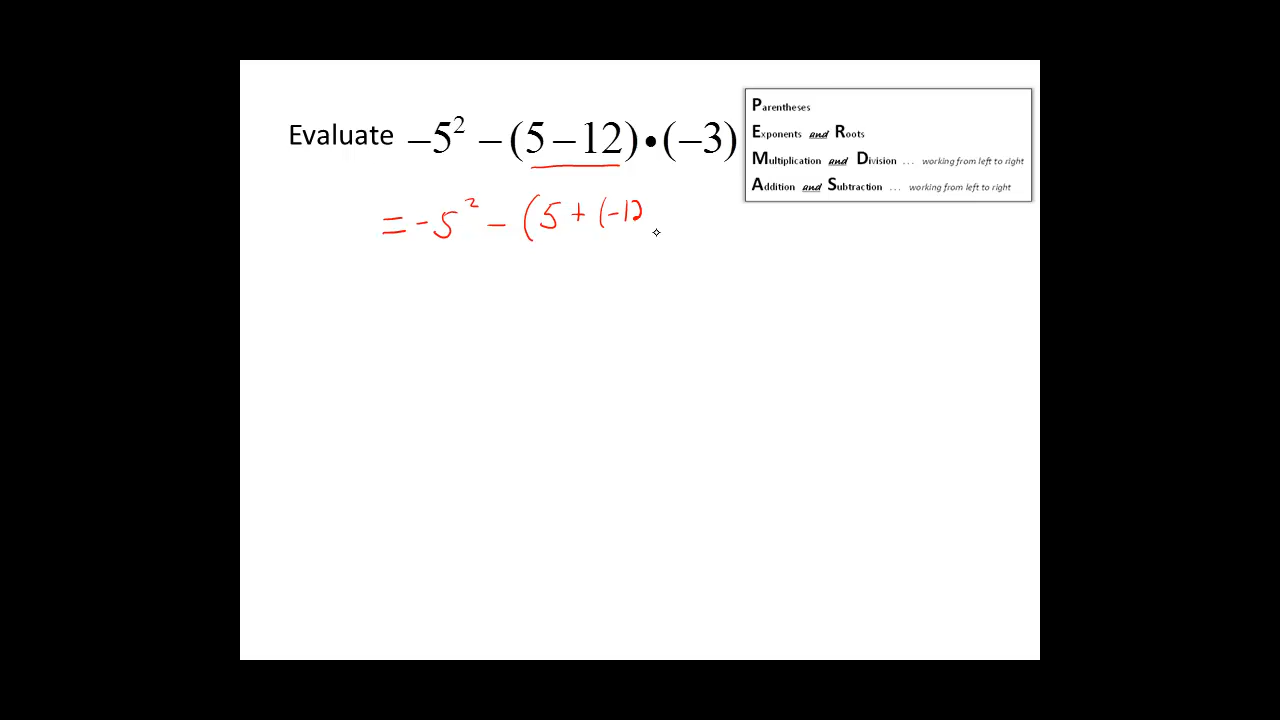 Evaluate −5² − (5 − 12) • (−3)
Parentheses
Exponents and Roots
Multiplication and Division ... working from left to right
Addition and Subtraction ... working from left to right
= -5² - (5 + (-12